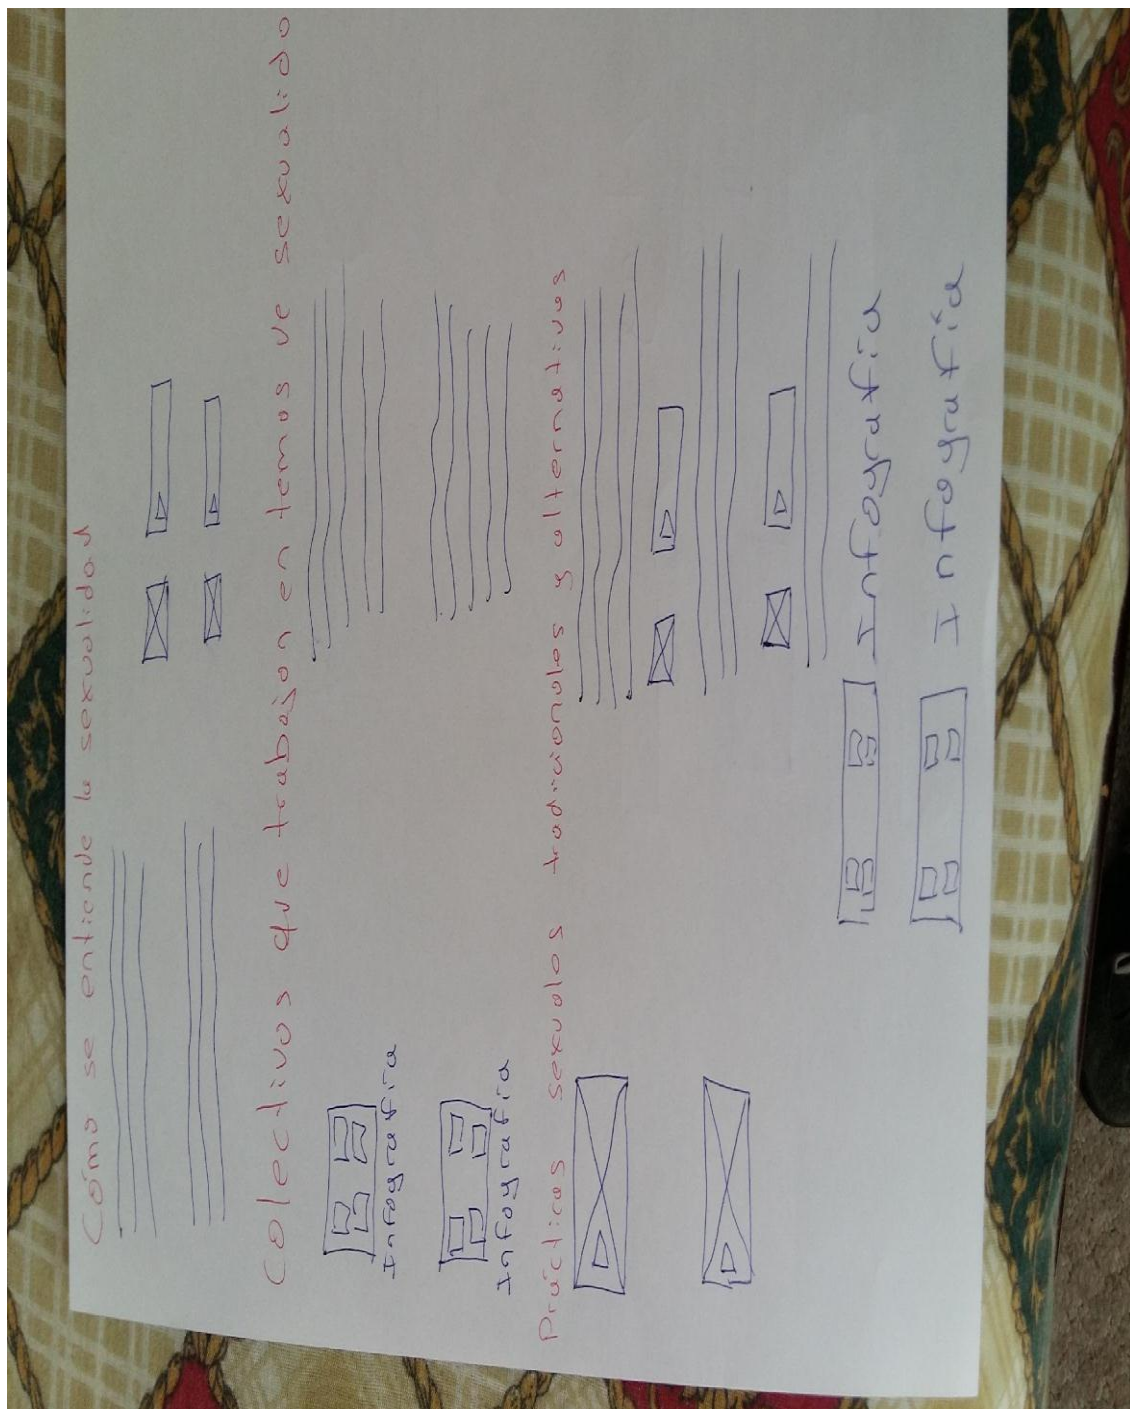 Cómo se entiende la sexualidad
Colectivos que trabajan en temas de sexualidad
Infografía
Infografía
Prácticas sexuales tradicionales y alternativas
Infografía
Infografía